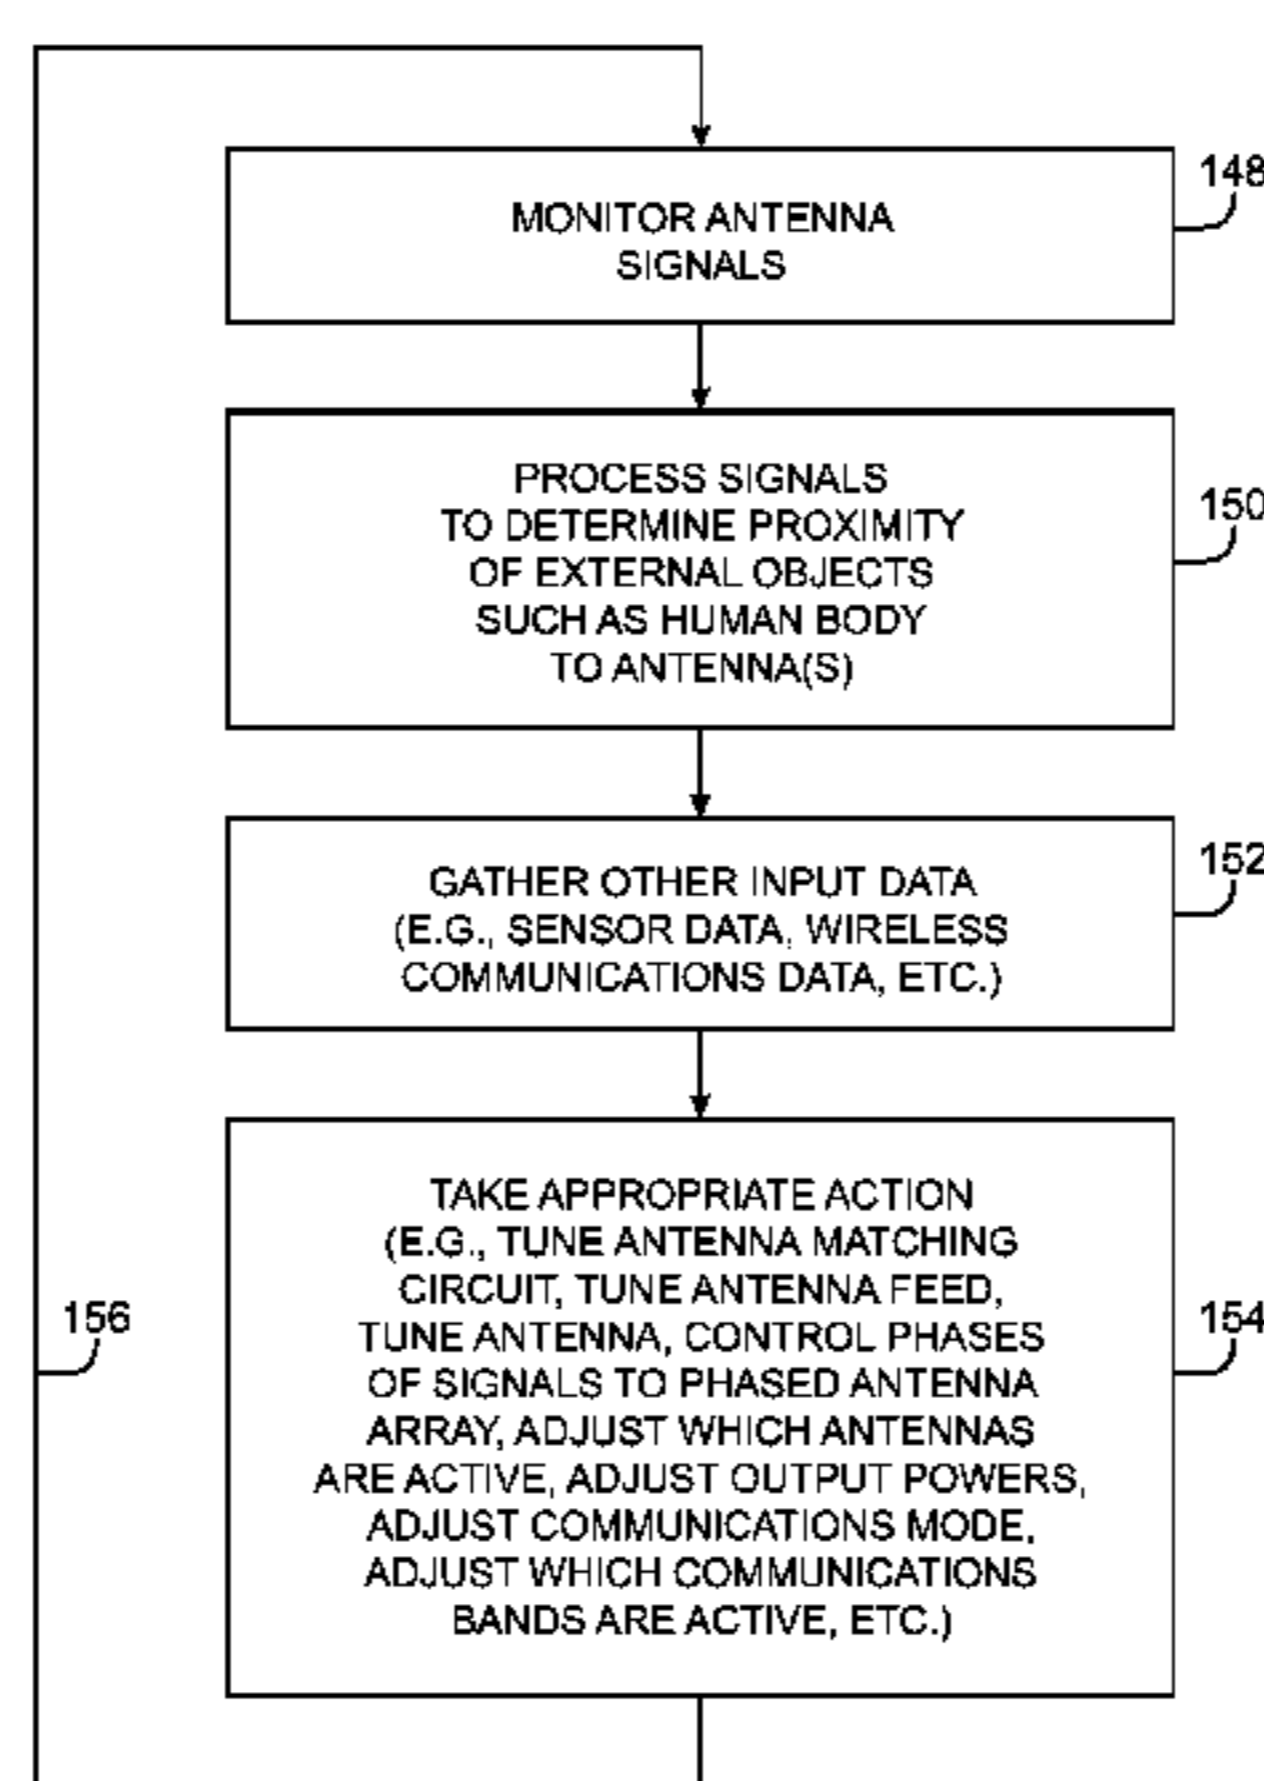 MONITOR ANTENNA
SIGNALS
148
PROCESS SIGNALS
TO DETERMINE PROXIMITY
OF EXTERNAL OBJECTS
SUCH AS HUMAN BODY
TO ANTENNA(S)
150
GATHER OTHER INPUT DATA
(E.G., SENSOR DATA, WIRELESS
COMMUNICATIONS DATA, ETC.)
152
TAKE APPROPRIATE ACTION
(E.G., TUNE ANTENNA MATCHING
CIRCUIT, TUNE ANTENNA FEED,
TUNE ANTENNA, CONTROL PHASES
OF SIGNALS TO PHASED ANTENNA
ARRAY, ADJUST WHICH ANTENNAS
ARE ACTIVE, ADJUST OUTPUT POWERS,
ADJUST COMMUNICATIONS MODE,
ADJUST WHICH COMMUNICATIONS
BANDS ARE ACTIVE, ETC.)
154
156